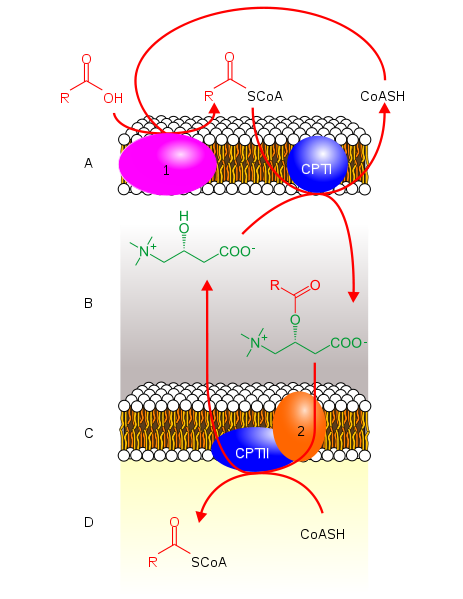 O
O
R
OH
R
SCoA
CoASH
A
1
CPTI
H
O
N+
COO-
B
R
O
O
N+
COO-
C
2
CPTII
D
O
CoASH
R
SCoA